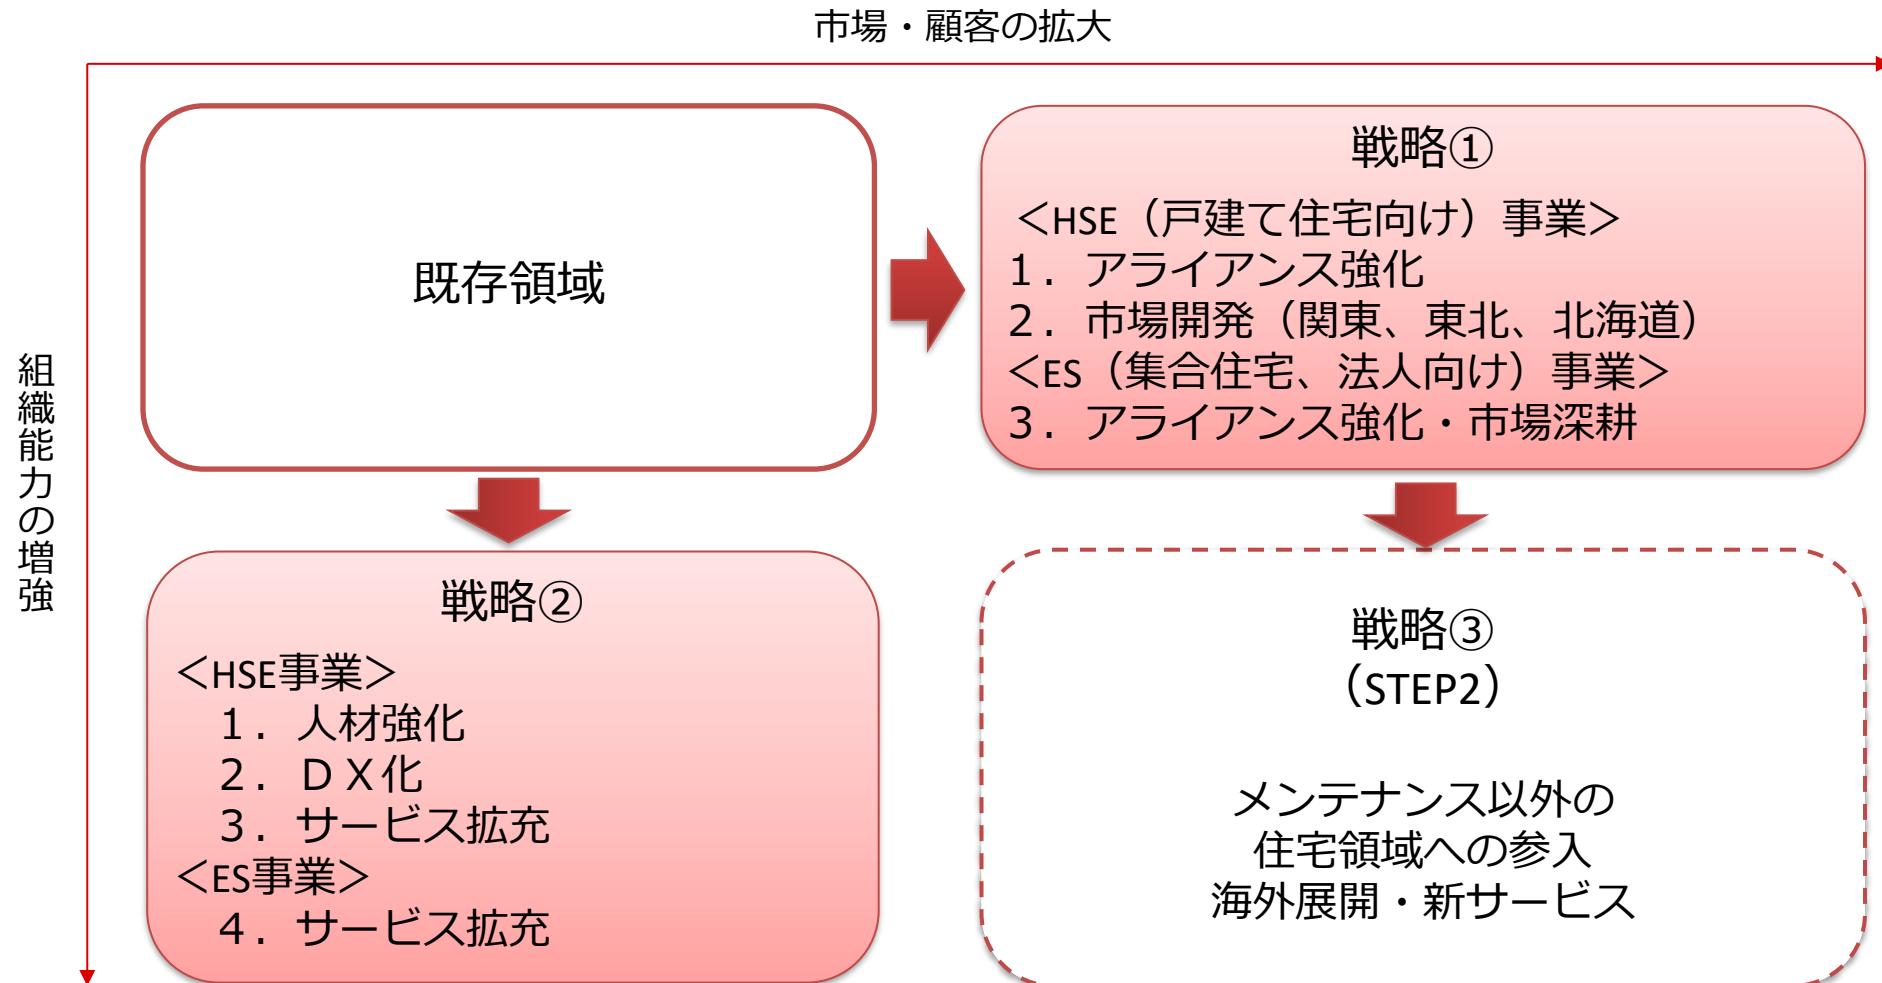 市場・顧客の拡大
組織能力の増強
既存領域
戦略①
＜HSE（戸建て住宅向け）事業＞
１．アライアンス強化
２．市場開発（関東、東北、北海道）
＜ES（集合住宅、法人向け）事業＞
３．アライアンス強化・市場深耕
戦略②
＜HSE事業＞
１．人材強化
２．ＤＸ化
３．サービス拡充
＜ES事業＞
４．サービス拡充
戦略③
（STEP2）
メンテナンス以外の
住宅領域への参入
海外展開・新サービス